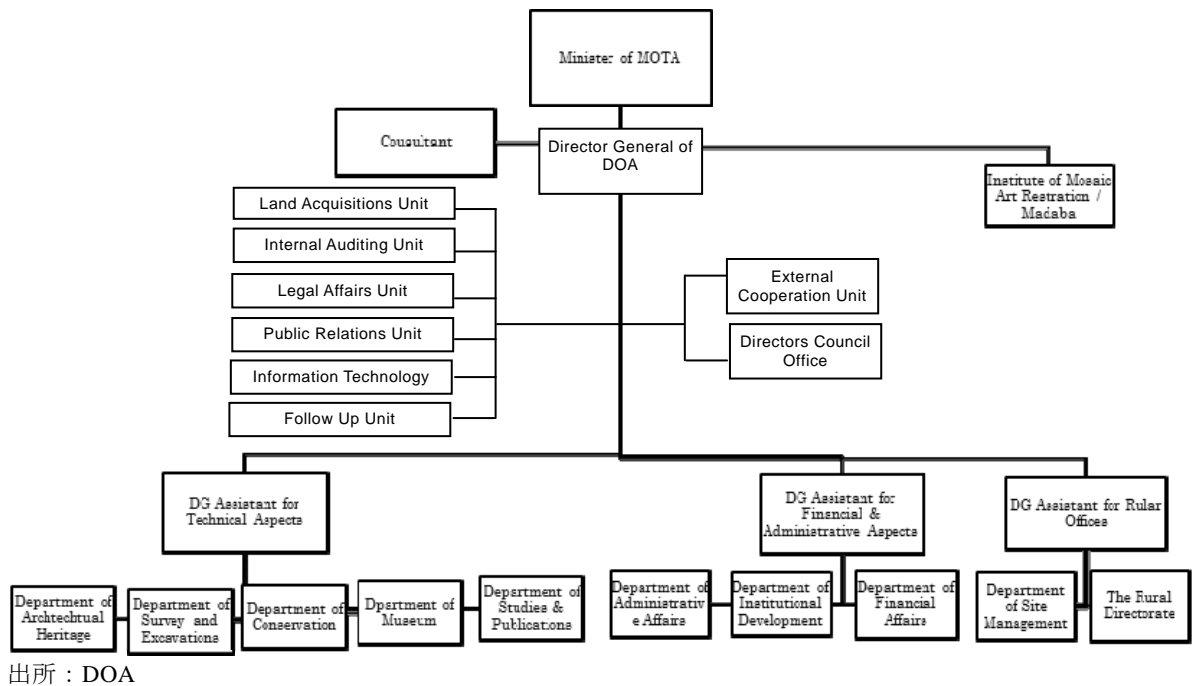 Minister of MOTA
Cousultant
Director General of
DOA
Institute of Mosaic
Art Restration /
Madaba
Land Acquisitions Unit
Internal Auditing Unit
Legal Affairs Unit
Public Relations Unit
Information Technology
Follow Up Unit
External
Cooperation Unit
Directors Council
Office
DG Assistant for
Technical Aspects
DG Assistant for
Financial &
Administrative Aspects
DG Assistant for Rular
Offices
Department of
Archtechtual
Heritage
Department of
Survey and
Excavations
Department of
Conservation
Dpartment of
Museum
Department of
Studies &
Publications
Department of
Administrativ
e Affairs
Department of
Institutional
Development
Department of
Financial
Affairs
Department
of Site
Management
The Rural
Directorate
出所：DOA